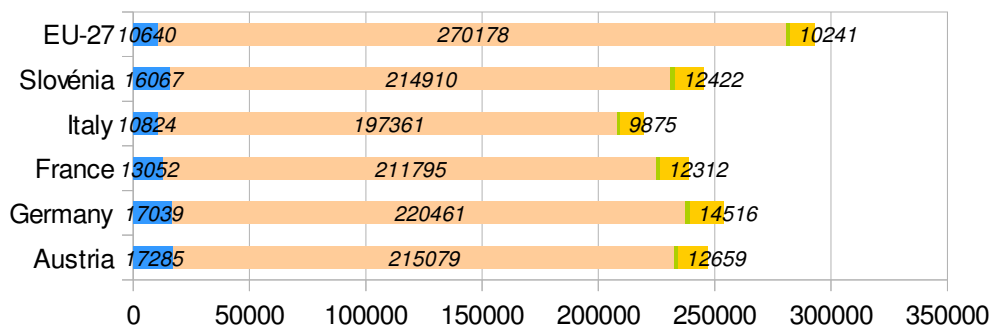 EU-27 10640 270178 10241
Slovénia 16067 214910 12422
Italy 10824 197361 9875
France 13052 211795 12312
Germany 17039 220461 14516
Austria 17285 215079 12659
0 50000 100000 150000 200000 250000 300000 350000